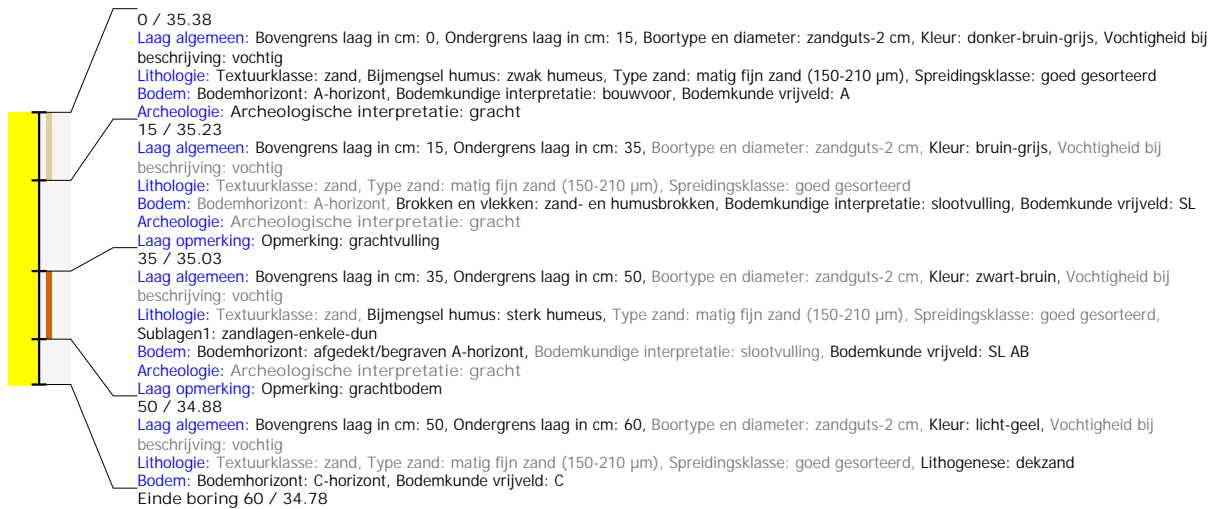 0 / 35.38
Laag algemeen: Bovengrens laag in cm: 0, Ondergrens laag in cm: 15, Boortype en diameter: zandguts-2 cm, Kleur: donker-bruin-grijs, Vochtigheid bij
beschrijving: vochtig
Lithologie: Textuurklasse: zand, Bijmengsel humus: zwak humeus, Type zand: matig fijn zand (150-210 µm), Spreidingsklasse: goed gesorteerd
Bodem: Bodemhorizont: A-horizont, Bodemkundige interpretatie: bouwvoor, Bodemkunde vrijveld: A
Archeologie: Archeologische interpretatie: gracht
15 / 35.23
Laag algemeen: Bovengrens laag in cm: 15, Ondergrens laag in cm: 35, Boortype en diameter: zandguts-2 cm, Kleur: bruin-grijs, Vochtigheid bij
beschrijving: vochtig
Lithologie: Textuurklasse: zand, Type zand: matig fijn zand (150-210 µm), Spreidingsklasse: goed gesorteerd
Bodem: Bodemhorizont: A-horizont, Brokken en vlekken: zand- en humusbrokken, Bodemkundige interpretatie: slootvulling, Bodemkunde vrijveld: SL
Archeologie: Archeologische interpretatie: gracht
Laag opmerking: Opmerking: grachtvulling
35 / 35.03
Laag algemeen: Bovengrens laag in cm: 35, Ondergrens laag in cm: 50, Boortype en diameter: zandguts-2 cm, Kleur: zwart-bruin, Vochtigheid bij
beschrijving: vochtig
Lithologie: Textuurklasse: zand, Bijmengsel humus: sterk humeus, Type zand: matig fijn zand (150-210 µm), Spreidingsklasse: goed gesorteerd,
Sublagen1: zandlagen-enkele-dun
Bodem: Bodemhorizont: afgedekt/begraven A-horizont, Bodemkundige interpretatie: slootvulling, Bodemkunde vrijveld: SL AB
Archeologie: Archeologische interpretatie: gracht
Laag opmerking: Opmerking: grachtbodem
50 / 34.88
Laag algemeen: Bovengrens laag in cm: 50, Ondergrens laag in cm: 60, Boortype en diameter: zandguts-2 cm, Kleur: licht-geel, Vochtigheid bij
beschrijving: vochtig
Lithologie: Textuurklasse: zand, Type zand: matig fijn zand (150-210 µm), Spreidingsklasse: goed gesorteerd, Lithogenese: dekzand
Bodem: Bodemhorizont: C-horizont, Bodemkunde vrijveld: C
Einde boring 60 / 34.78